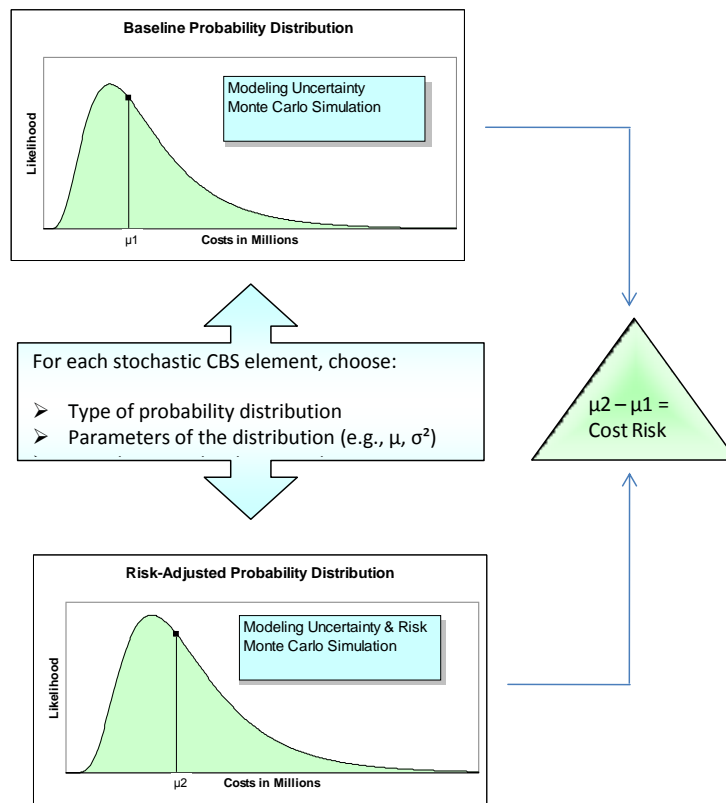 Baseline Probability Distribution
Modeling Uncertainty
Monte Carlo Simulation
Likelihood
μ1
Costs in Millions
For each stochastic CBS element, choose:
➢ Type of probability distribution
➢ Parameters of the distribution (e.g., μ, σ²)
μ2 – μ1 =
Cost Risk
Risk-Adjusted Probability Distribution
Modeling Uncertainty & Risk
Monte Carlo Simulation
Likelihood
μ2
Costs in Millions